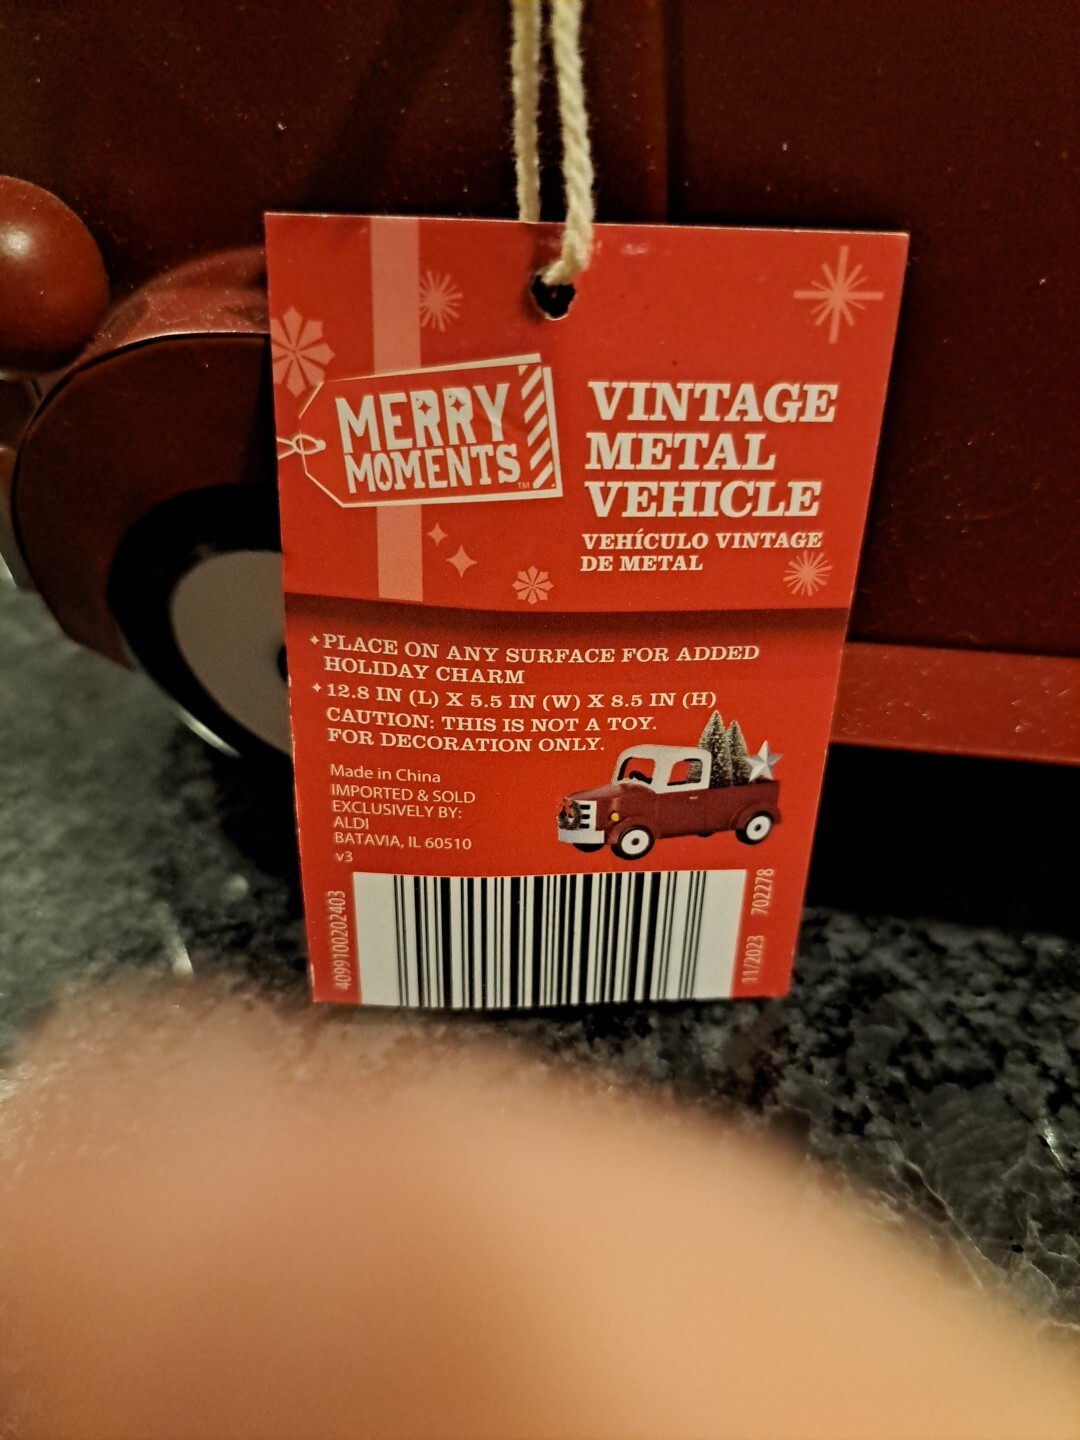 MERRY
MOMENTS™
VINTAGE
METAL
VEHICLE
VEHÍCULO VINTAGE
DE METAL
✦PLACE ON ANY SURFACE FOR ADDED
HOLIDAY CHARM
✦12.8 IN (L) X 5.5 IN (W) X 8.5 IN (H)
CAUTION: THIS IS NOT A TOY.
FOR DECORATION ONLY.
Made in China
IMPORTED & SOLD
EXCLUSIVELY BY:
ALDI
BATAVIA, IL 60510
v3
4099100202403
11/2023 702278